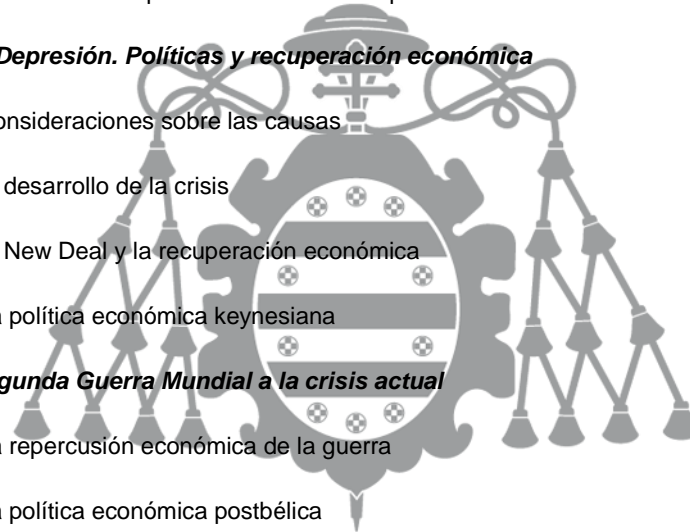 Depresión. Políticas y recuperación económica
onsideraciones sobre las causas
desarrollo de la crisis
New Deal y la recuperación económica
a política económica keynesiana
egunda Guerra Mundial a la crisis actual
a repercusión económica de la guerra
a política económica postbélica